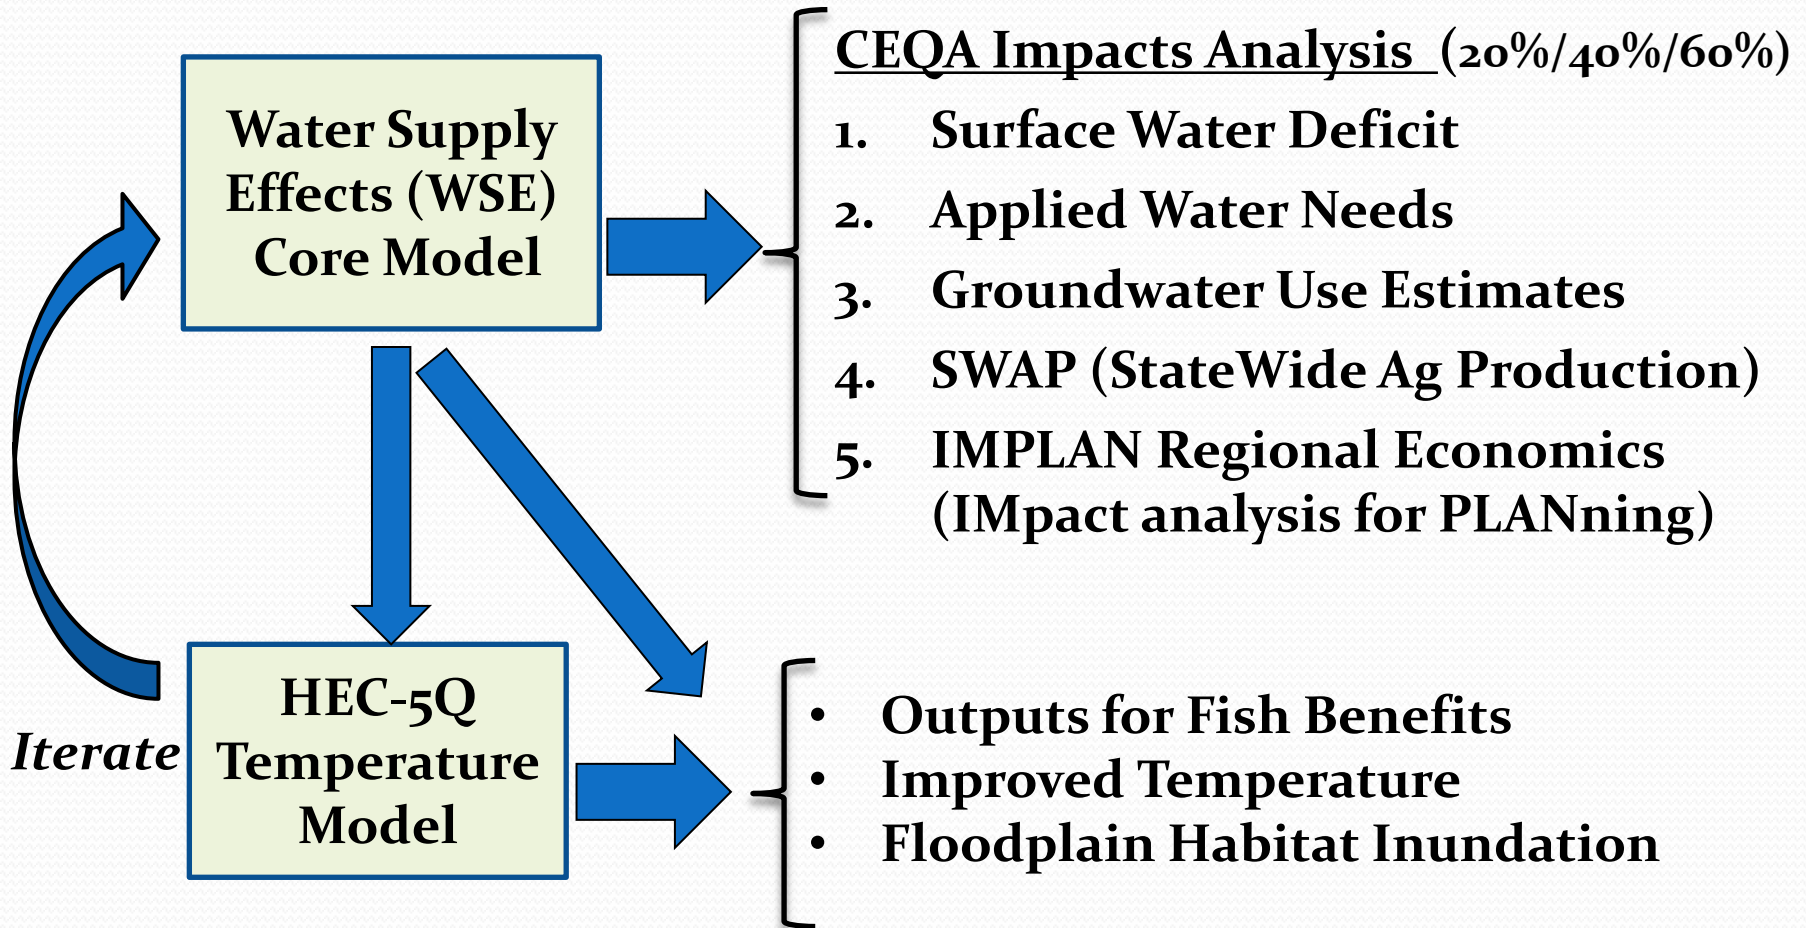 Water Supply
Effects (WSE)
Core Model
CEQA Impacts Analysis (20%/40%/60%)
1. Surface Water Deficit
2. Applied Water Needs
3. Groundwater Use Estimates
4. SWAP (StateWide Ag Production)
5. IMPLAN Regional Economics
(IMpact analysis for PLANning)
Iterate
HEC-5Q
Temperature
Model
• Outputs for Fish Benefits
• Improved Temperature
• Floodplain Habitat Inundation